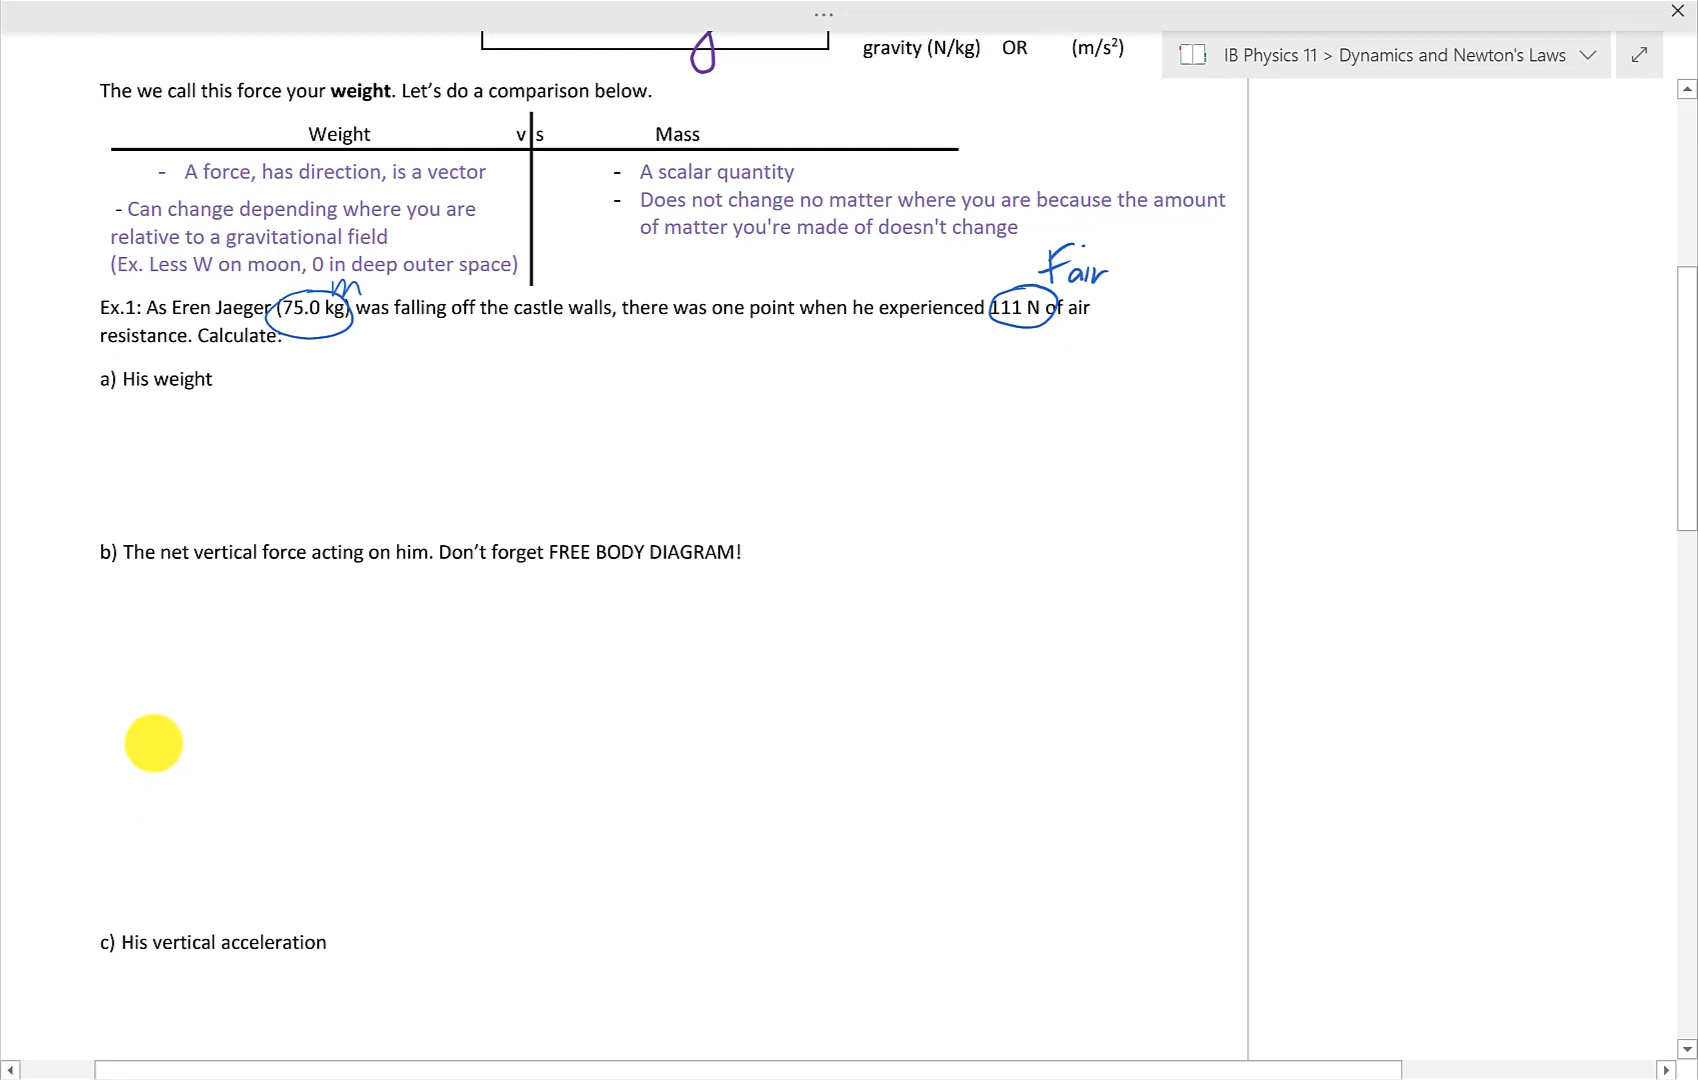 ...
gravity (N/kg) OR (m/s²)
IB Physics 11 > Dynamics and Newton's Laws
The we call this force your weight. Let's do a comparison below.
Weight vs Mass
- A force, has direction, is a vector
- Can change depending where you are
relative to a gravitational field
(Ex. Less W on moon, 0 in deep outer space)
- A scalar quantity
- Does not change no matter where you are because the amount
of matter you're made of doesn't change
m
Fair
Ex.1: As Eren Jaeger (75.0 kg) was falling off the castle walls, there was one point when he experienced 111 N of air
resistance. Calculate:
a) His weight
b) The net vertical force acting on him. Don't forget FREE BODY DIAGRAM!
c) His vertical acceleration